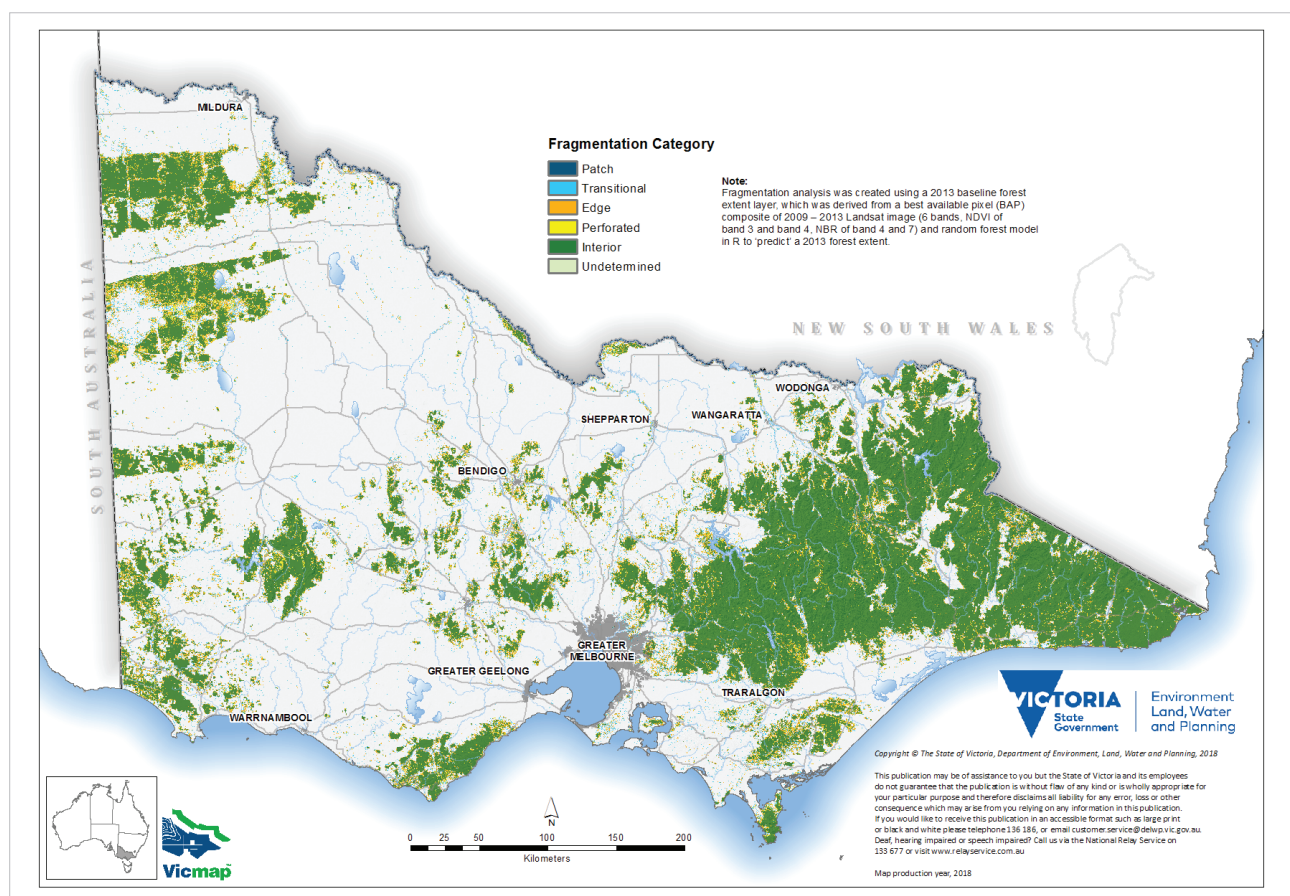 MILDURA
Fragmentation Category
Patch
Transitional
Edge
Perforated
Interior
Undetermined
Note:
Fragmentation analysis was created using a 2013 baseline forest
extent layer, which was derived from a best available pixel (BAP)
composite of 2009 – 2013 Landsat image (6 bands, NDVI of
band 3 and band 4, NBR of band 4 and 7) and random forest model
in R to 'predict' a 2013 forest extent.
SOUTH AUSTRALIA
NEW SOUTH WALES
WODONGA
SHEPPARTON
WANGARATTA
BENDIGO
GREATER
MELBOURNE
GREATER GEELONG
TRARALGON
WARRNAMBOOL
VICTORIA
State
Government
Environment
Land, Water
and Planning
Copyright © The State of Victoria, Department of Environment, Land, Water and Planning, 2018
This publication may be of assistance to you but the State of Victoria and its employees
do not guarantee that the publication is without flaw of any kind or is wholly appropriate for
your particular purpose and therefore disclaims all liability for any error, loss or other
consequence which may arise from you relying on any information in this publication.
If you would like to receive this publication in an accessible format such as large print
or black and white please telephone 136 186, or email customer.service@delwp.vic.gov.au.
Deaf, hearing impaired or speech impaired? Call us via the National Relay Service on
133 677 or visit www.relayservice.com.au
Map production year, 2018
Vicmap™
N
0 25 50 100 150 200
Kilometers